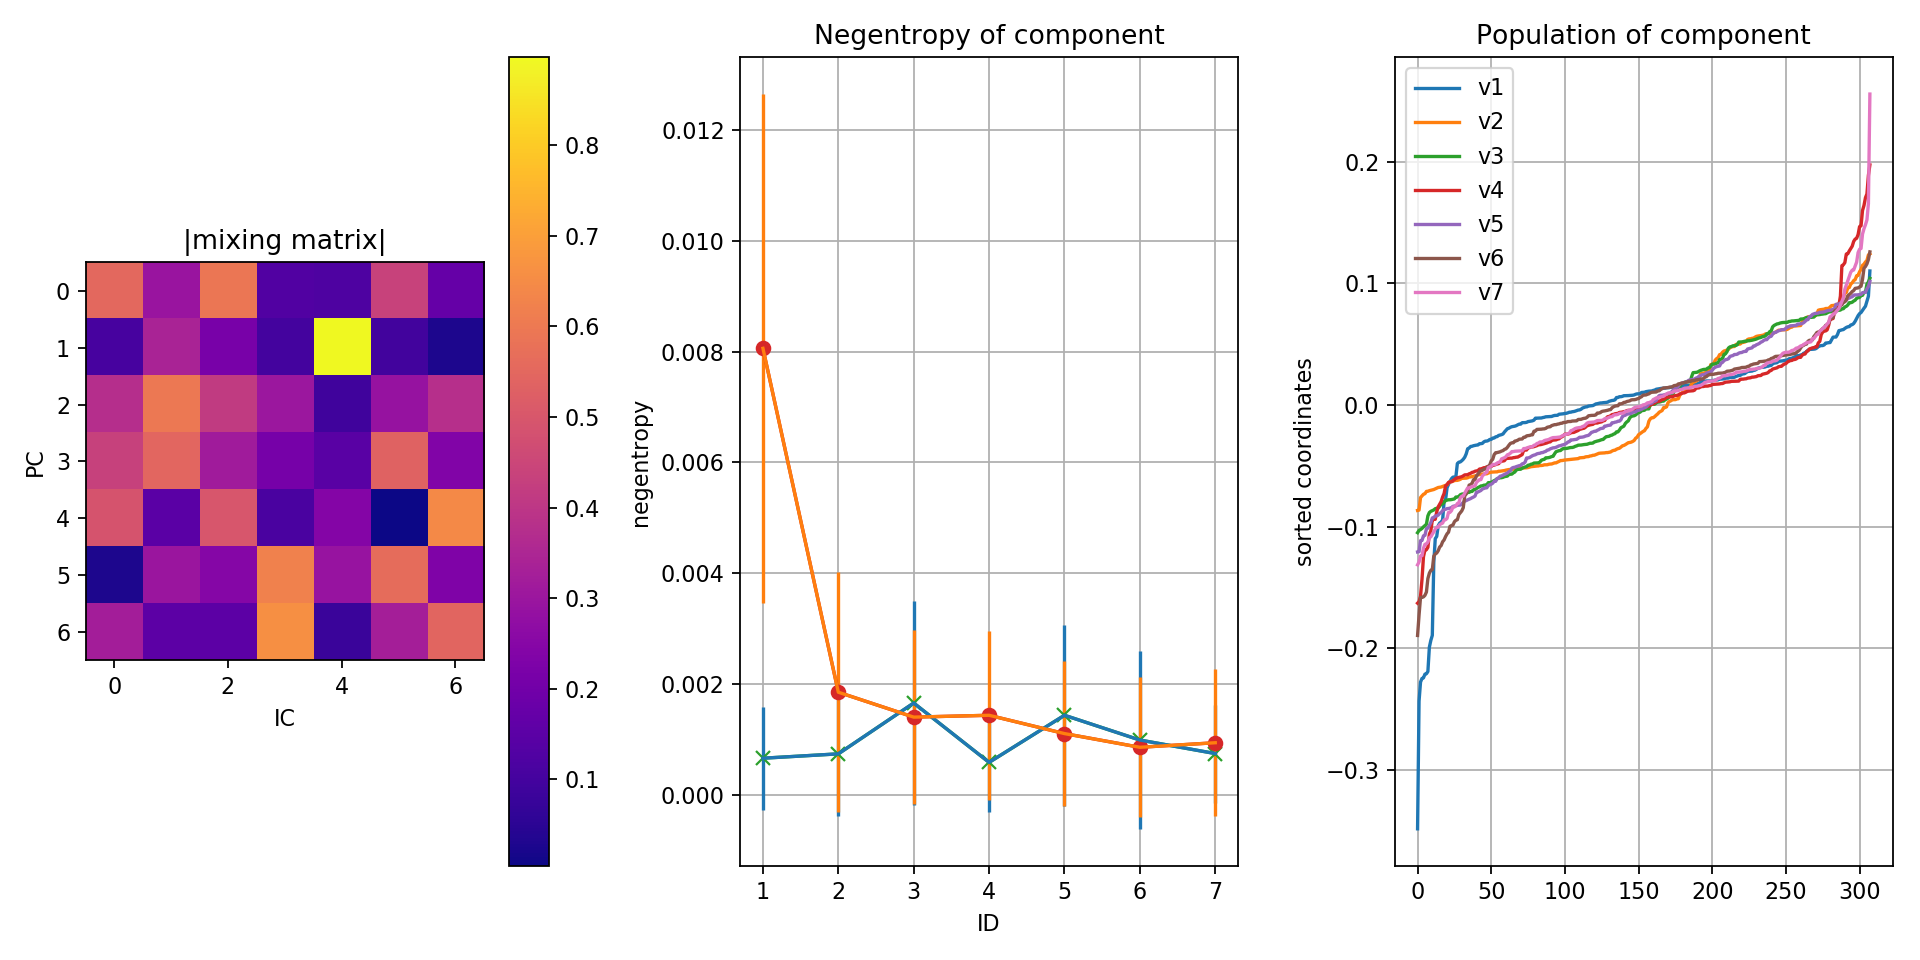 |mixing matrix|
PC
0
1
2
3
4
5
6
0 2 4 6
IC
0.8
0.7
0.6
0.5
0.4
0.3
0.2
0.1
Negentropy of component
negentropy
0.012
0.010
0.008
0.006
0.004
0.002
0.000
1 2 3 4 5 6 7
ID
Population of component
v1
v2
v3
v4
v5
v6
v7
sorted coordinates
0.2
0.1
0.0
−0.1
−0.2
−0.3
0 50 100 150 200 250 300